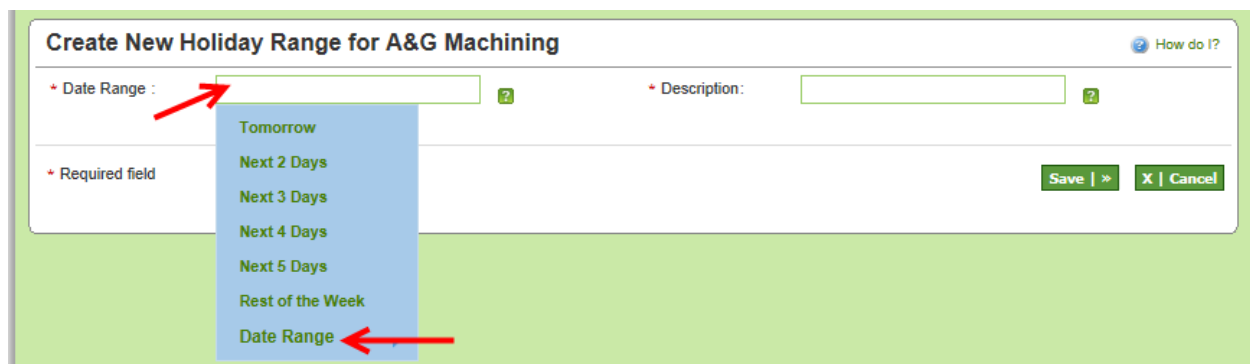 Create New Holiday Range for A&G Machining
? How do I?
* Date Range :
?
* Description:
?
Tomorrow
Next 2 Days
Next 3 Days
Next 4 Days
Next 5 Days
Rest of the Week
Date Range
* Required field
Save | »
X | Cancel